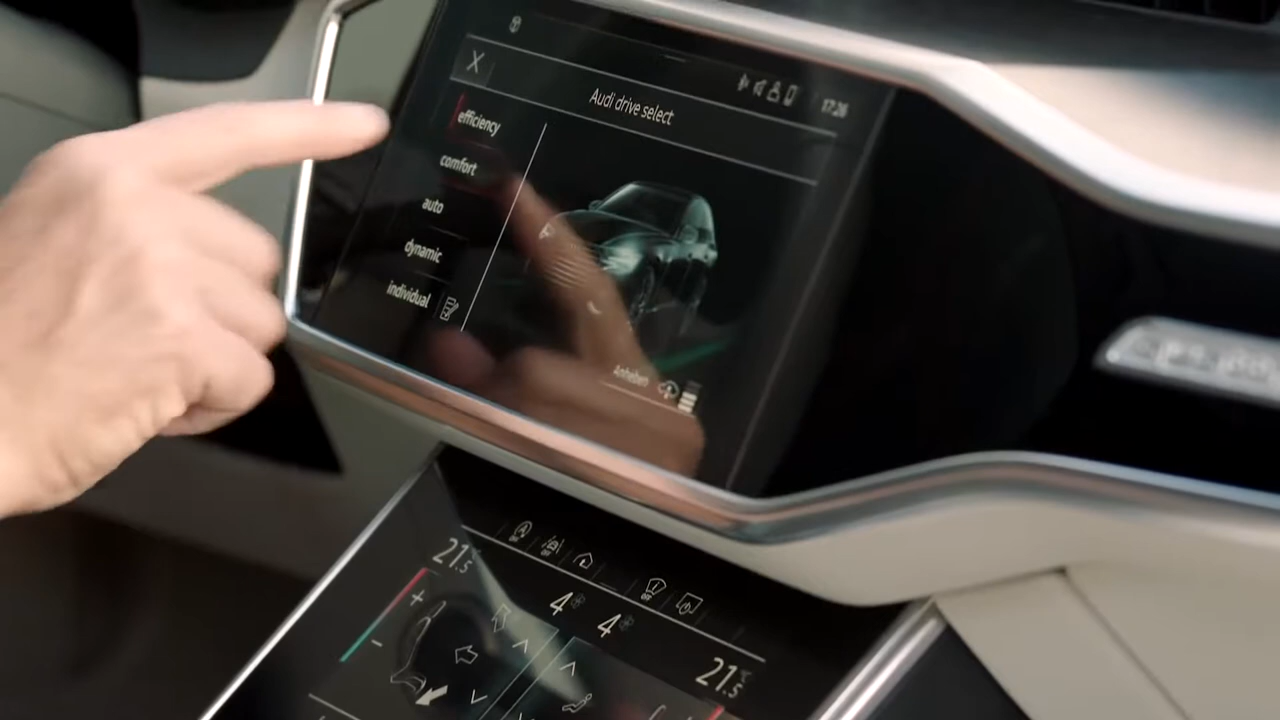 Audi drive select
17:26
efficiency
comfort
auto
dynamic
individual
Anheben
21.5
4
4
21.5